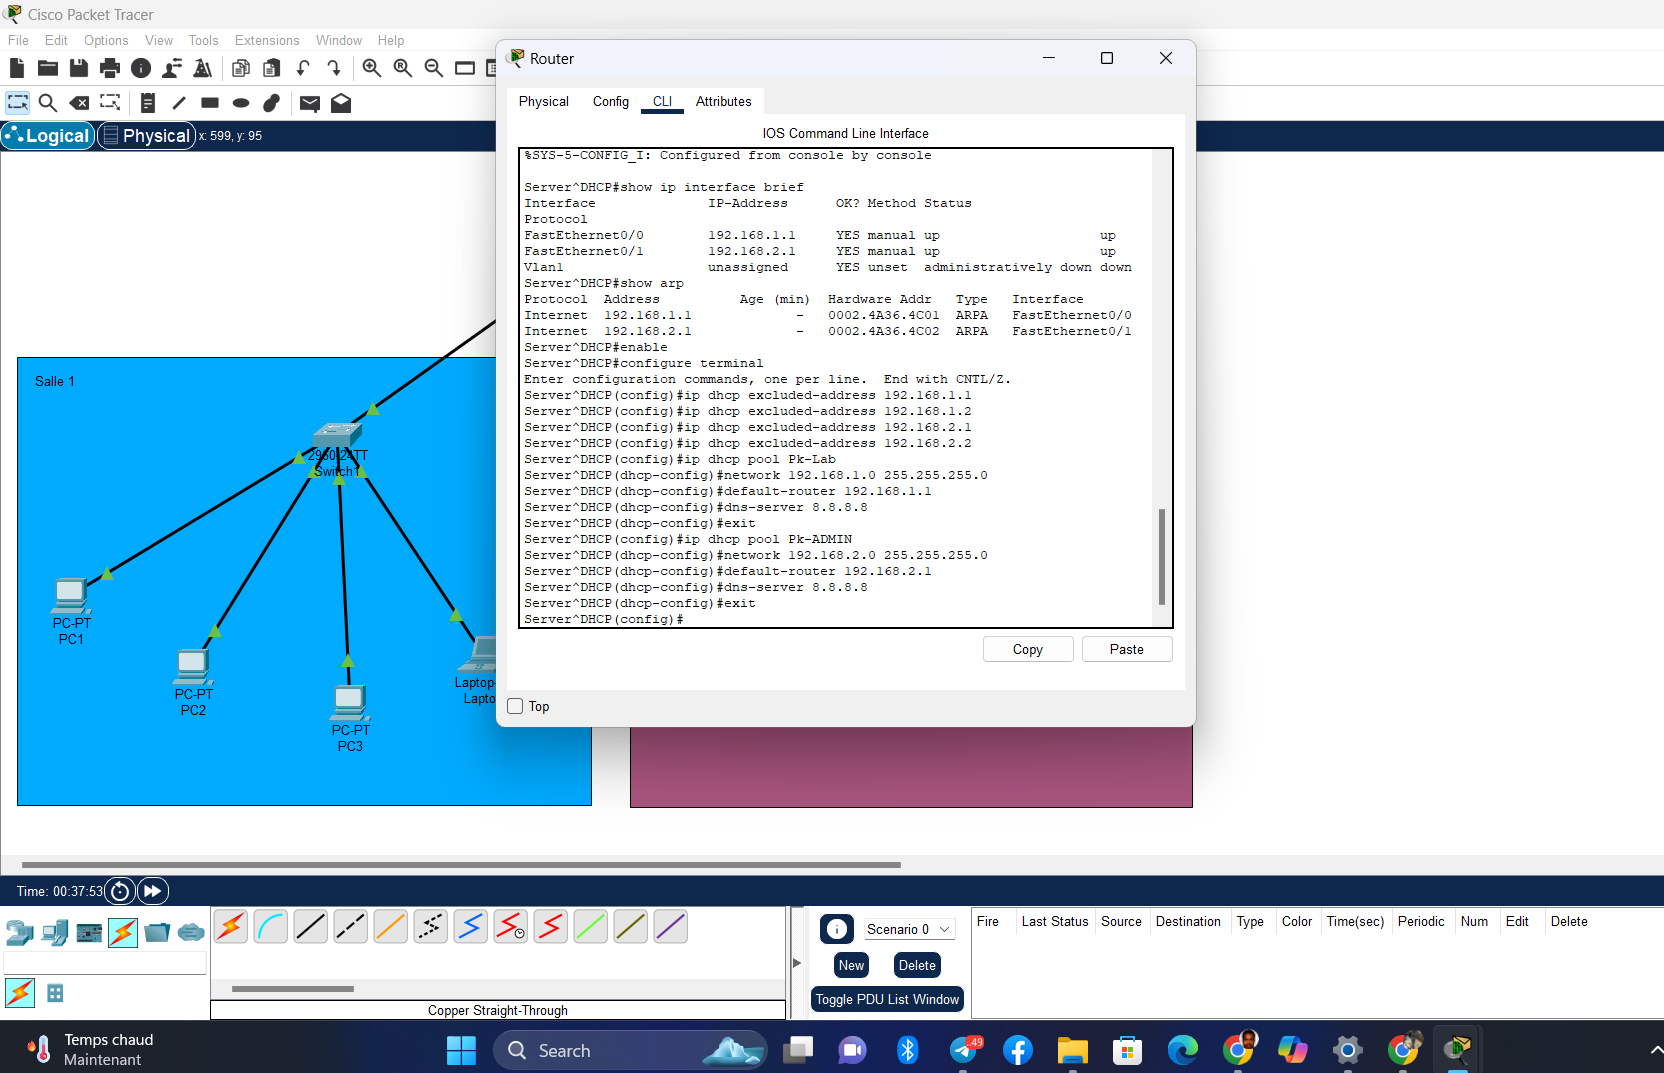 Cisco Packet Tracer
File Edit Options View Tools Extensions Window Help
Logical Physical x: 599, y: 95
Salle 1
2960-24TT
Switch1
PC-PT
PC1
PC-PT
PC2
PC-PT
PC3
Laptop-
Lapto
Router
Physical Config CLI Attributes
IOS Command Line Interface
%SYS-5-CONFIG_I: Configured from console by console
Server^DHCP#show ip interface brief
Interface IP-Address OK? Method Status
Protocol
FastEthernet0/0 192.168.1.1 YES manual up up
FastEthernet0/1 192.168.2.1 YES manual up up
Vlan1 unassigned YES unset administratively down down
Server^DHCP#show arp
Protocol Address Age (min) Hardware Addr Type Interface
Internet 192.168.1.1 - 0002.4A36.4C01 ARPA FastEthernet0/0
Internet 192.168.2.1 - 0002.4A36.4C02 ARPA FastEthernet0/1
Server^DHCP#enable
Server^DHCP#configure terminal
Enter configuration commands, one per line. End with CNTL/Z.
Server^DHCP(config)#ip dhcp excluded-address 192.168.1.1
Server^DHCP(config)#ip dhcp excluded-address 192.168.1.2
Server^DHCP(config)#ip dhcp excluded-address 192.168.2.1
Server^DHCP(config)#ip dhcp excluded-address 192.168.2.2
Server^DHCP(config)#ip dhcp pool Pk-Lab
Server^DHCP(dhcp-config)#network 192.168.1.0 255.255.255.0
Server^DHCP(dhcp-config)#default-router 192.168.1.1
Server^DHCP(dhcp-config)#dns-server 8.8.8.8
Server^DHCP(dhcp-config)#exit
Server^DHCP(config)#ip dhcp pool Pk-ADMIN
Server^DHCP(dhcp-config)#network 192.168.2.0 255.255.255.0
Server^DHCP(dhcp-config)#default-router 192.168.2.1
Server^DHCP(dhcp-config)#dns-server 8.8.8.8
Server^DHCP(dhcp-config)#exit
Server^DHCP(config)#
Copy Paste
Top
Time: 00:37:53
Copper Straight-Through
Scenario 0
New Delete
Toggle PDU List Window
Fire Last Status Source Destination Type Color Time(sec) Periodic Num Edit Delete
Temps chaud
Maintenant
Search
..49